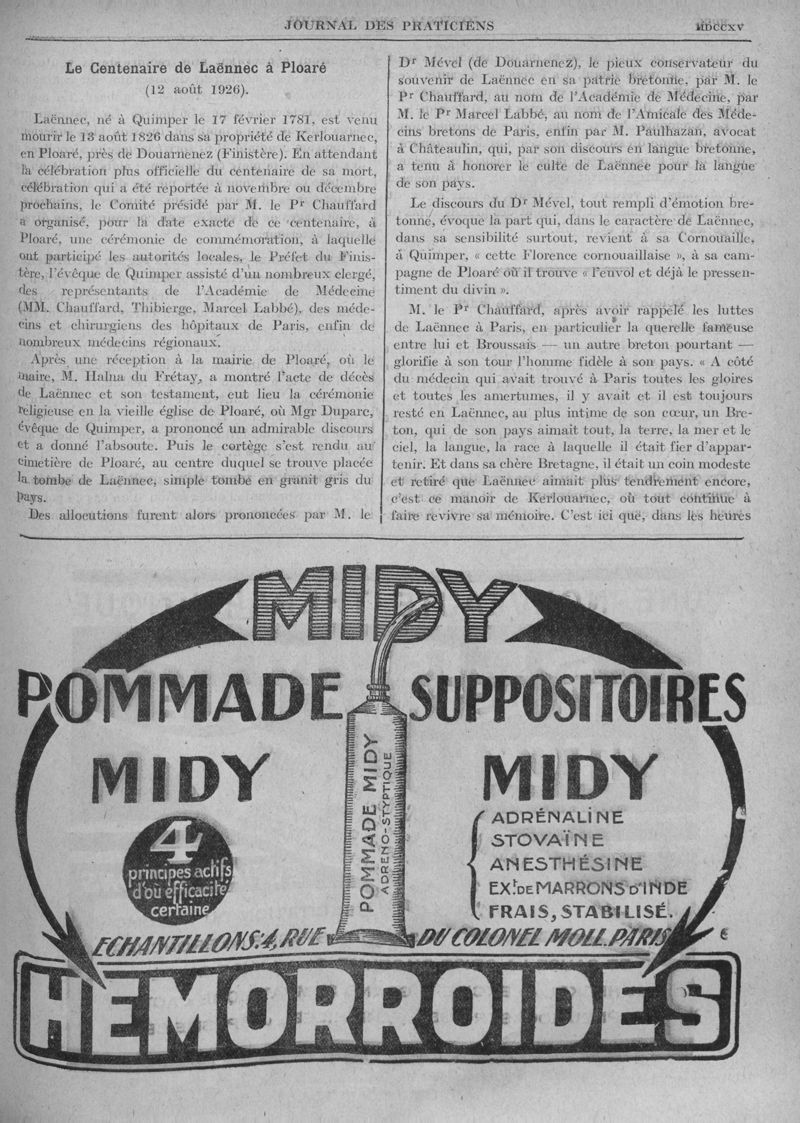 JOURNAL DES PRATICIENS
MDCCXV
Le Centenaire de Laënnec à Ploaré
(12 août 1926).
Laënnec, né à Quimper le 17 février 1781, est venu
mourir le 13 août 1826 dans sa propriété de Kerlouarnec,
en Ploaré, près de Douarnenez (Finistère). En attendant
la célébration plus officielle du centenaire de sa mort,
célébration qui a été reportée à novembre ou décembre
prochains, le Comité présidé par M. le Pr Chauffard
a organisé, pour la date exacte de ce centenaire, à
Ploaré, une cérémonie de commémoration, à laquelle
ont participé les autorités locales, le Préfet du Finis-
tère, l'évêque de Quimper assisté d'un nombreux clergé,
des représentants de l'Académie de Médecine
(MM. Chauffard, Thibierge, Marcel Labbé), des méde-
cins et chirurgiens des hôpitaux de Paris, enfin de
nombreux médecins régionaux.
Après une réception à la mairie de Ploaré, où le
maire, M. Halna du Frétay, a montré l'acte de décès
de Laënnec et son testament, eut lieu la cérémonie
religieuse en la vieille église de Ploaré, où Mgr Duparc,
évêque de Quimper, a prononcé un admirable discours
et a donné l'absoute. Puis le cortège s'est rendu au
cimetière de Ploaré, au centre duquel se trouve placée
la tombe de Laënnec, simple tombe en granit gris du
pays.
Des allocutions furent alors prononcées par M. le
Dr Mével (de Douarnenez), le pieux conservateur du
souvenir de Laënnec en sa patrie bretonne, par M. le
Pr Chauffard, au nom de l'Académie de Médecine, par
M. le Pr Marcel Labbé, au nom de l'Amicale des Méde-
cins bretons de Paris, enfin par M. Paulhazan, avocat
à Châteaulin, qui, par son discours en langue bretonne,
a tenu à honorer le culte de Laënnec pour la langue
de son pays.
Le discours du Dr Mével, tout rempli d'émotion bre-
tonne, évoque la part qui, dans le caractère de Laënnec,
dans sa sensibilité surtout, revient à sa Cornouaille,
à Quimper, « cette Florence cornouaillaise », à sa cam-
pagne de Ploaré où il trouve « l'envol et déjà le pressen-
timent du divin ».
M. le Pr Chauffard, après avoir rappelé les luttes
de Laënnec à Paris, en particulier la querelle fameuse
entre lui et Broussais — un autre breton pourtant —
glorifie à son tour l'homme fidèle à son pays. « A côté
du médecin qui avait trouvé à Paris toutes les gloires
et toutes les amertumes, il y avait et il est toujours
resté en Laënnec, au plus intime de son cœur, un Bre-
ton, qui de son pays aimait tout, la terre, la mer et le
ciel, la langue, la race à laquelle il était fier d'appar-
tenir. Et dans sa chère Bretagne, il était un coin modeste
et retiré que Laënnec aimait plus tendrement encore,
c'est ce manoir de Kerlouarnec, où tout continue à
faire revivre sa mémoire. C'est ici que, dans les heures
MIDY
POMMADE
MIDY
4
principes actifs
d'où efficacité
certaine
POMMADE MIDY
ADRENO-STYPTIQUE
SUPPOSITOIRES
MIDY
ADRÉNALINE
STOVAÏNE
ANESTHÉSINE
EXt DE MARRONS D'INDE
FRAIS, STABILISÉ.
ECHANTILLONS: 4, RUE DU COLONEL MOLL. PARIS
HEMORROIDES